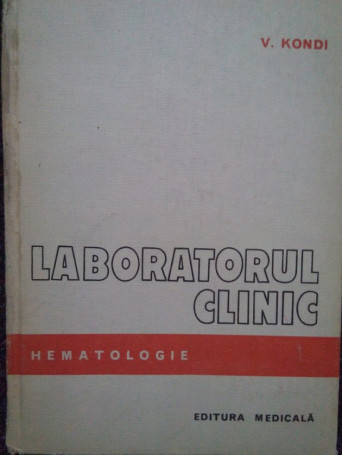 V. KONDI
LABORATORUL
CLINIC
HEMATOLOGIE
EDITURA MEDICALĂ